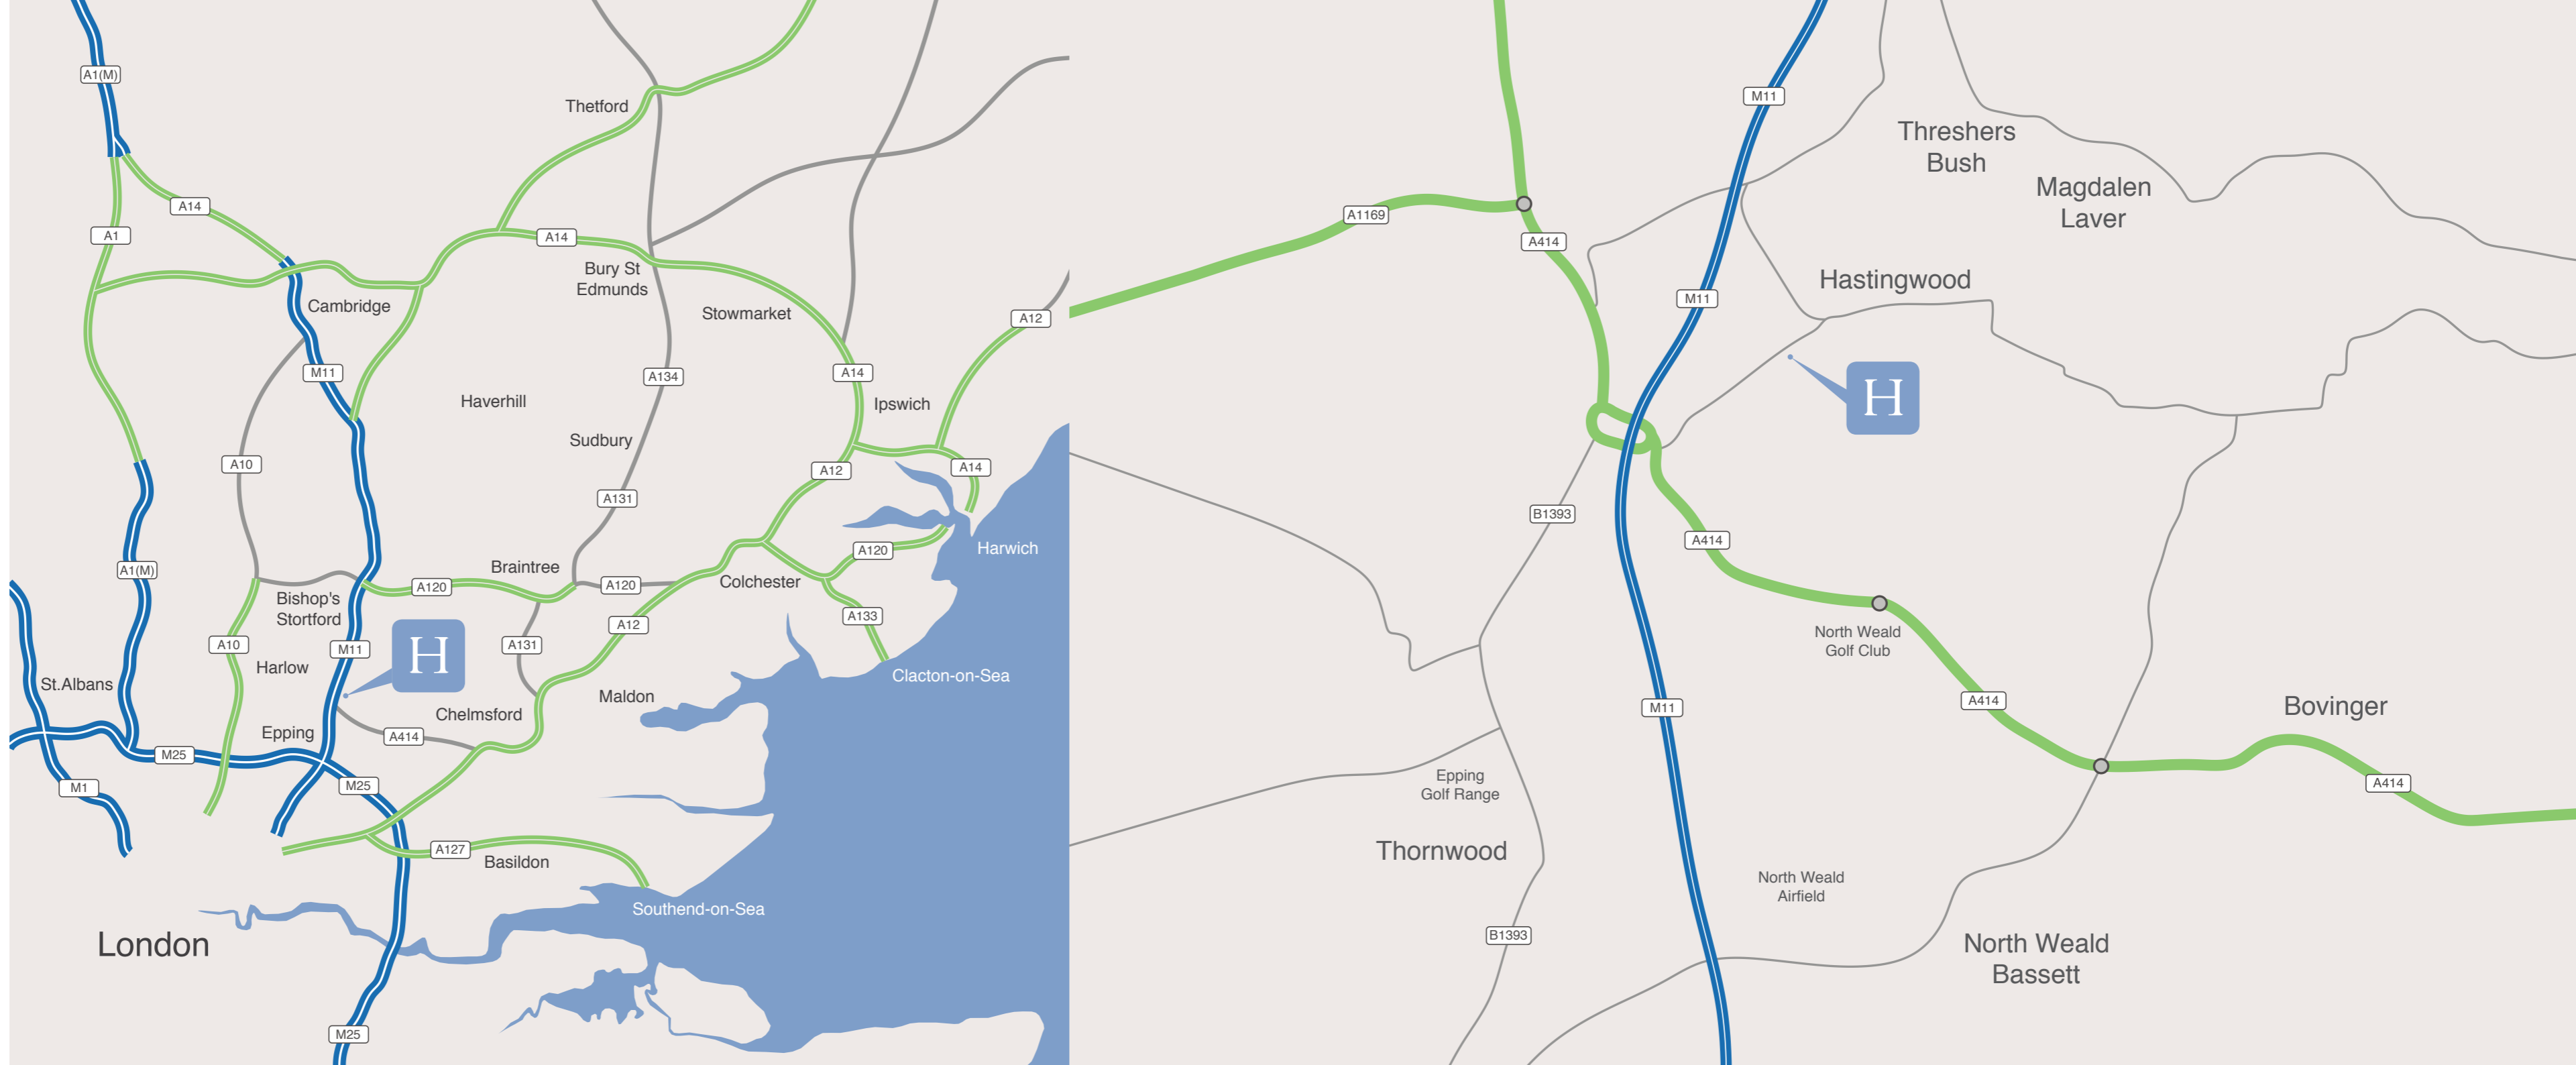 A1(M)
Thetford
A14
A1
A14
Bury St
Edmunds
Cambridge
Stowmarket
A12
M11
A134
A14
Haverhill
Ipswich
Sudbury
A10
A12
A14
A131
Harwich
A120
A1(M)
Braintree
A120
A120
Colchester
Bishop's
Stortford
A12
A133
A10
M11
H
A131
Harlow
St.Albans
Clacton-on-Sea
Maldon
Chelmsford
Epping
A414
M25
M1
M25
A127
Basildon
Southend-on-Sea
London
M25
M11
Threshers
Bush
Magdalen
Laver
A1169
A414
Hastingwood
M11
H
B1393
A414
North Weald
Golf Club
A414
M11
Bovinger
Epping
Golf Range
A414
Thornwood
North Weald
Airfield
B1393
North Weald
Bassett